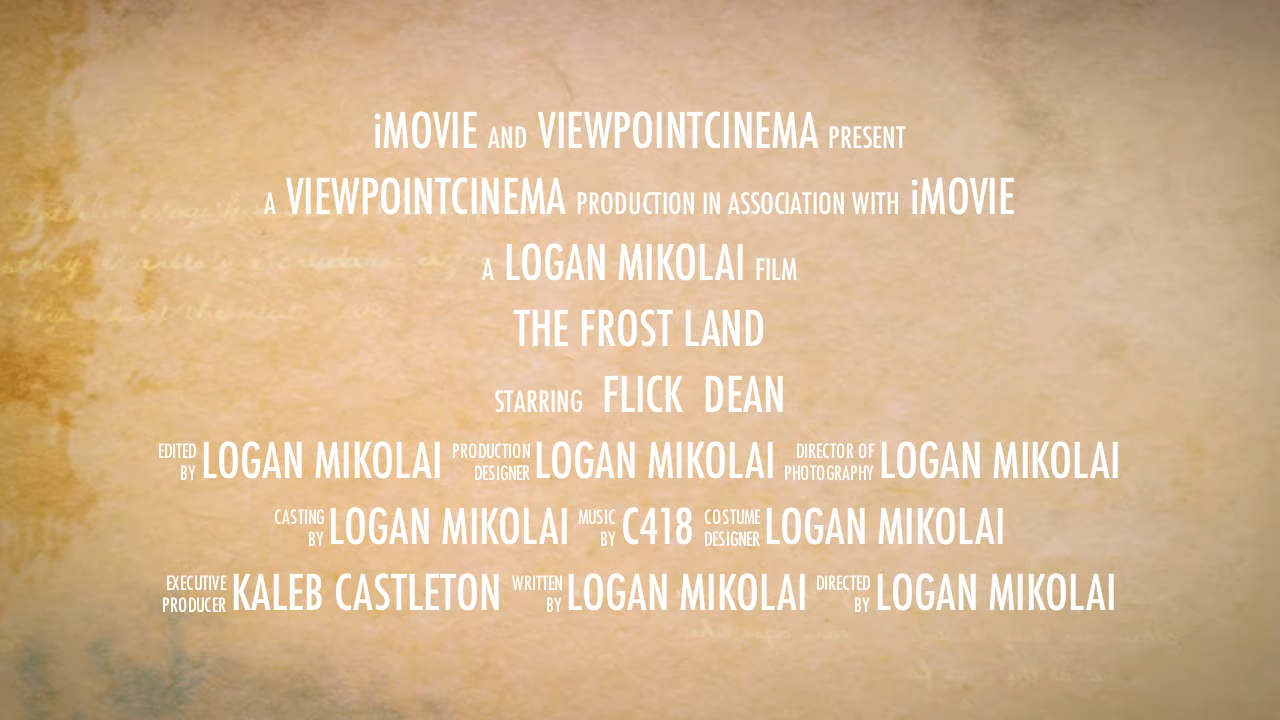 iMOVIE AND VIEWPOINTCINEMA PRESENT
A VIEWPOINTCINEMA PRODUCTION IN ASSOCIATION WITH iMOVIE
A LOGAN MIKOLAI FILM
THE FROST LAND
STARRING FLICK DEAN
EDITED BY LOGAN MIKOLAI PRODUCTION DESIGNER LOGAN MIKOLAI DIRECTOR OF PHOTOGRAPHY LOGAN MIKOLAI
CASTING BY LOGAN MIKOLAI MUSIC BY C418 COSTUME DESIGNER LOGAN MIKOLAI
EXECUTIVE PRODUCER KALEB CASTLETON WRITTEN BY LOGAN MIKOLAI DIRECTED BY LOGAN MIKOLAI